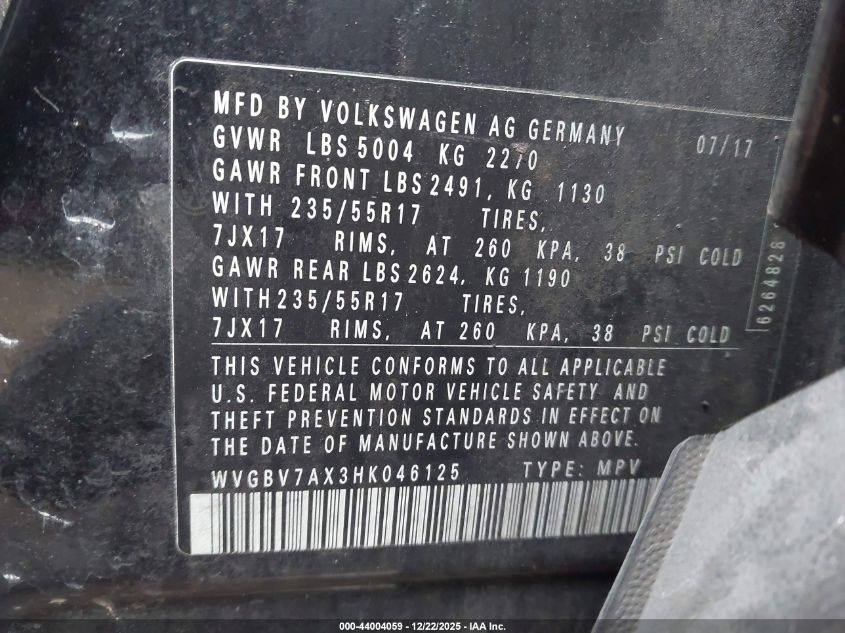 MFD BY VOLKSWAGEN AG GERMANY 07/17
GVWR LBS 5004 KG 2270
GAWR FRONT LBS 2491, KG 1130
WITH 235/55R17 TIRES,
7JX17 RIMS, AT 260 KPA, 38 PSI COLD
GAWR REAR LBS 2624, KG 1190
WITH 235/55R17 TIRES,
7JX17 RIMS, AT 260 KPA, 38 PSI COLD
THIS VEHICLE CONFORMS TO ALL APPLICABLE
U.S. FEDERAL MOTOR VEHICLE SAFETY AND
THEFT PREVENTION STANDARDS IN EFFECT ON
THE DATE OF MANUFACTURE SHOWN ABOVE.
WVGBV7AX3HK046125 TYPE: MPV
000-44004059 - 12/22/2025 - IAA Inc.